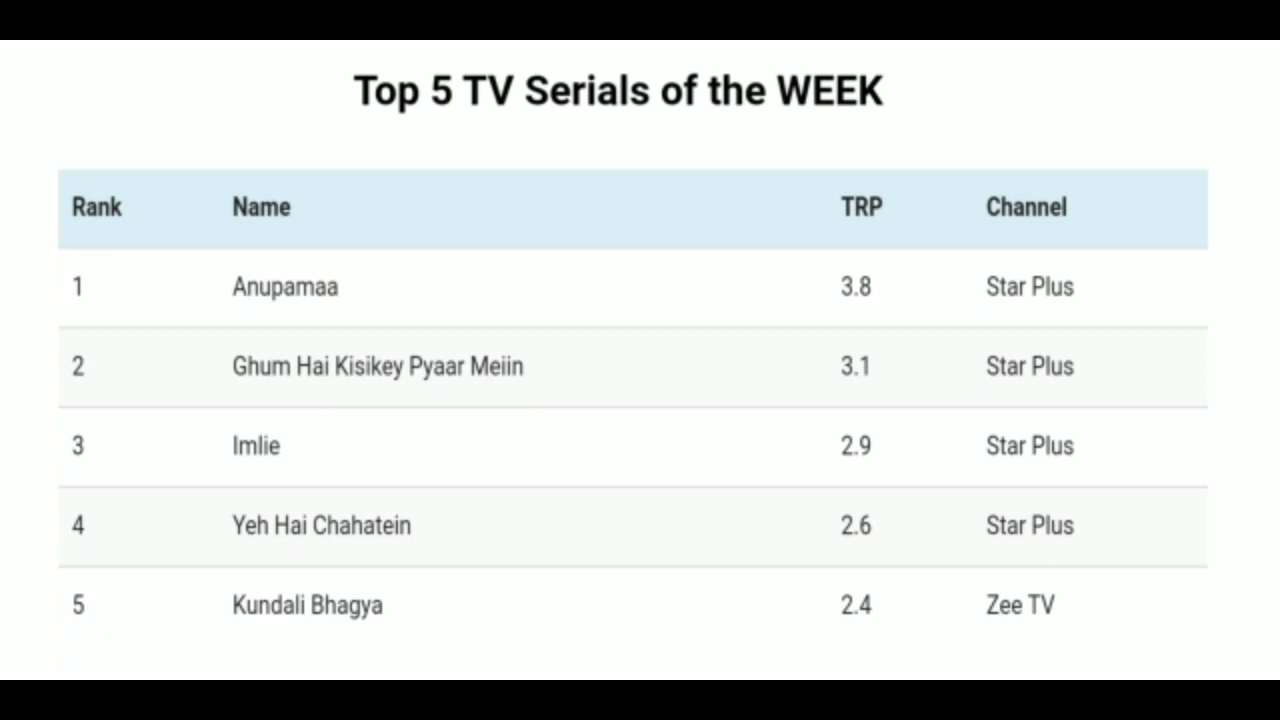 Top 5 TV Serials of the WEEK
Rank Name TRP Channel
1 Anupamaa 3.8 Star Plus
2 Ghum Hai Kisikey Pyaar Meiin 3.1 Star Plus
3 Imlie 2.9 Star Plus
4 Yeh Hai Chahatein 2.6 Star Plus
5 Kundali Bhagya 2.4 Zee TV